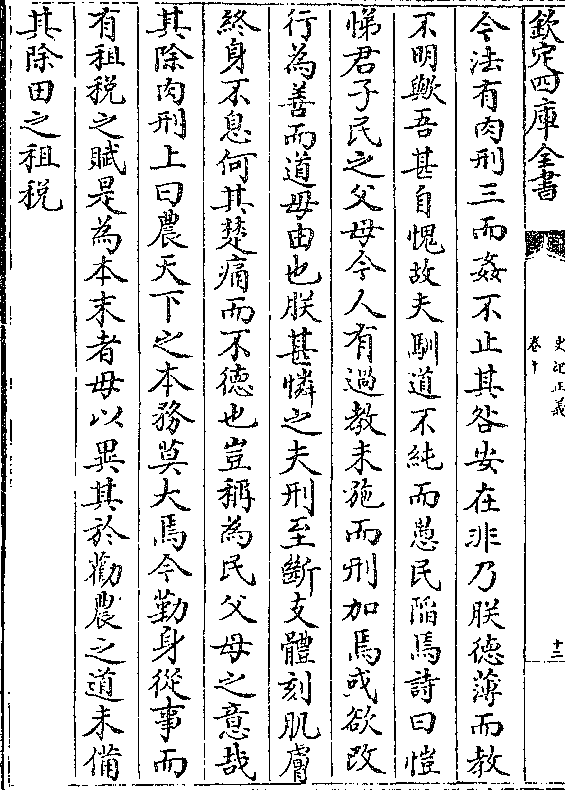 欽定四庫全書
史記正義
卷十
十三
今法有肉刑三而姦不止其咎安在非乃朕德薄而教
不明歟吾甚自愧故夫馴道不純而愚民陷焉詩曰愷
悌君子民之父母今人有過教未施而刑加焉或欲改
行為善而道毋由也朕甚憐之夫刑至斷支體刻肌膚
終身不息何其楚痛而不德也豈稱為民父母之意哉
其除肉刑上曰農天下之本務莫大焉今勤身從事而
有租税之賦是為本末者毋以異其於勸農之道未備
其除田之租税